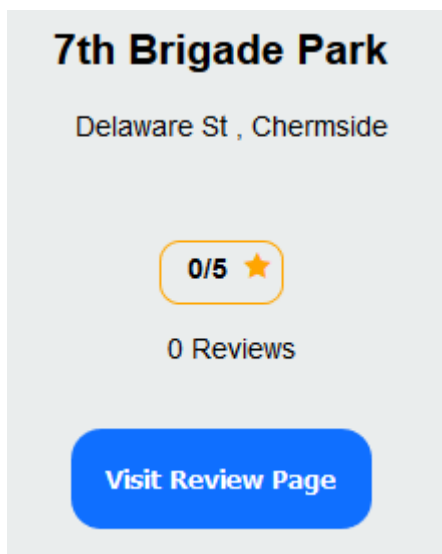 7th Brigade Park
Delaware St , Chermside
0/5
0 Reviews
Visit Review Page